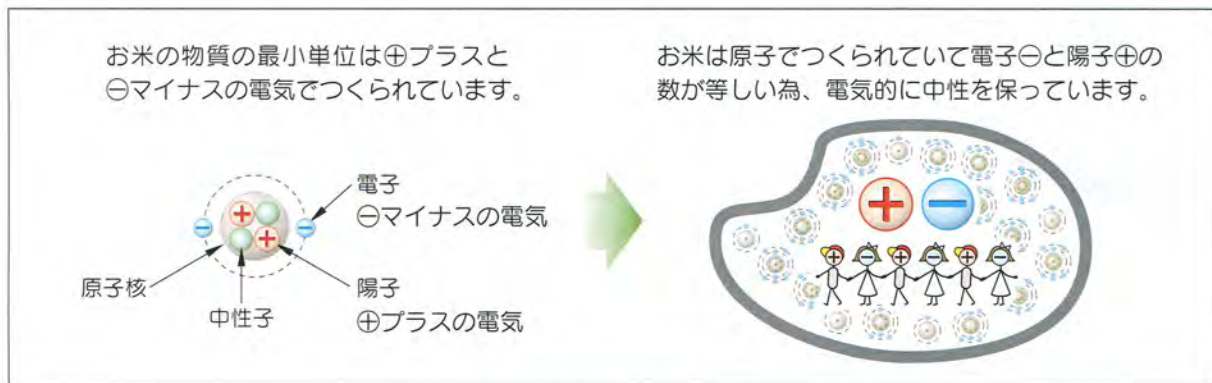 お米の物質の最小単位は⊕プラスと
⊖マイナスの電気でつくられています。
電子
⊖マイナスの電気
原子核
中性子
陽子
⊕プラスの電気
お米は原子でつくられていて電子⊖と陽子⊕の
数が等しい為、電気的に中性を保っています。